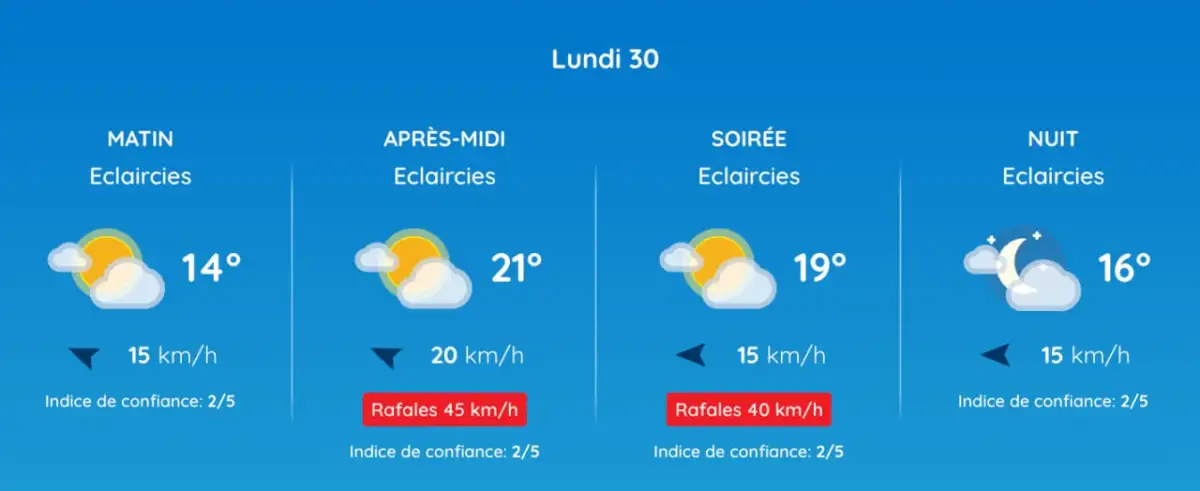 Lundi 30
MATIN
Eclaircies
14°
15 km/h
Indice de confiance: 2/5
APRÈS-MIDI
Eclaircies
21°
20 km/h
Rafales 45 km/h
Indice de confiance: 2/5
SOIRÉE
Eclaircies
19°
15 km/h
Rafales 40 km/h
Indice de confiance: 2/5
NUIT
Eclaircies
16°
15 km/h
Indice de confiance: 2/5